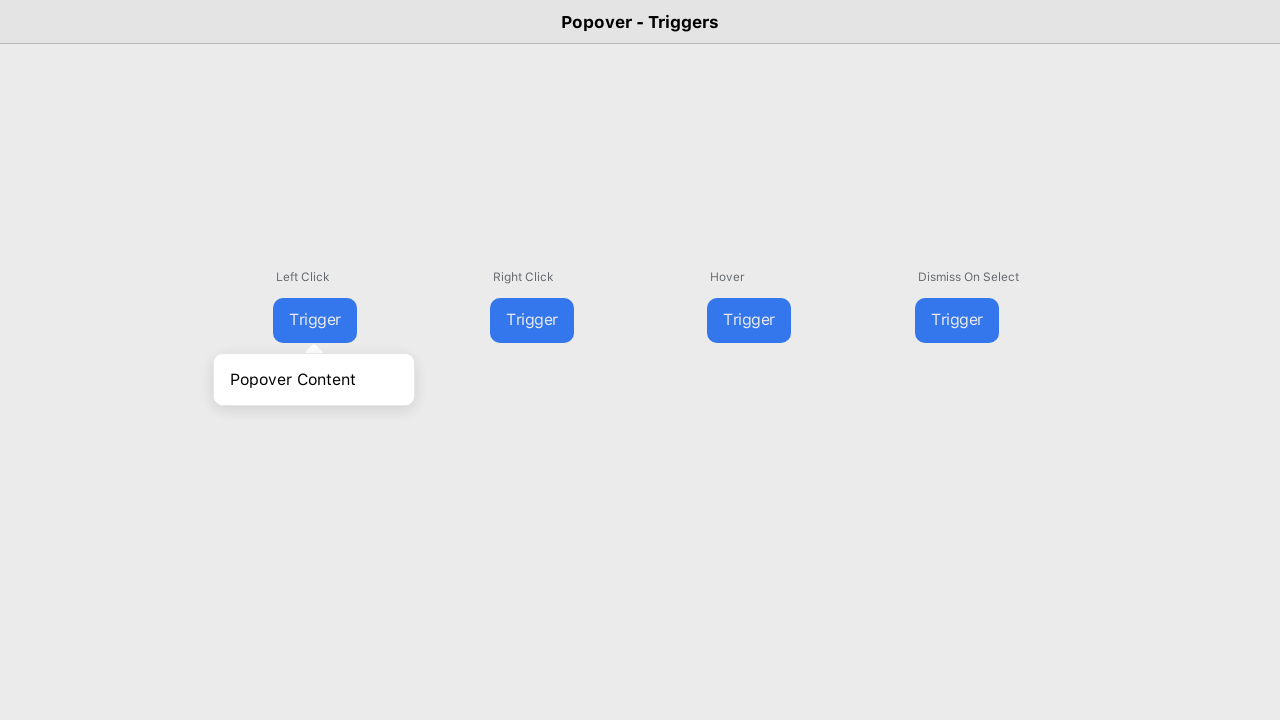 Popover - Triggers
Left Click
Right Click
Hover
Dismiss On Select
Trigger
Trigger
Trigger
Trigger
Popover Content